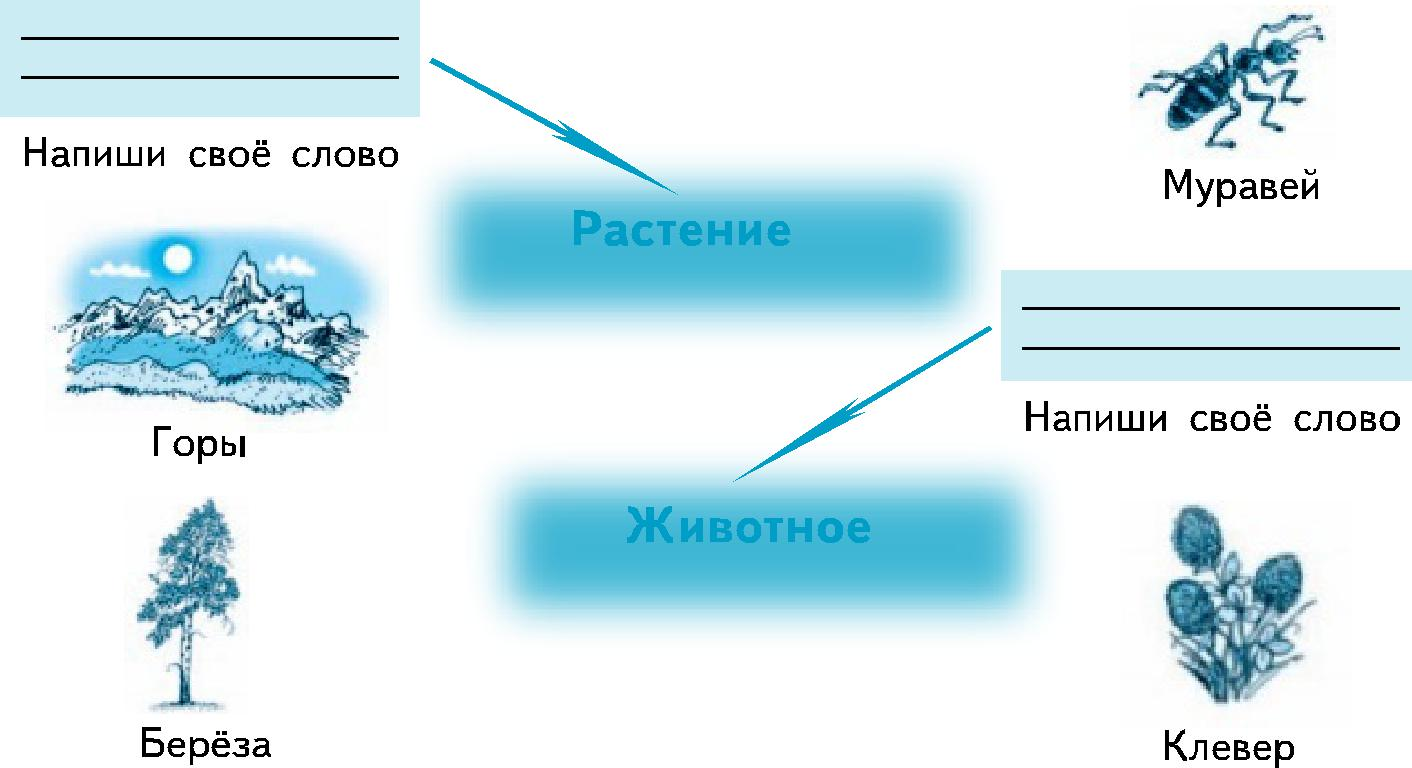 Напиши своё слово
Муравей
Растение
Напиши своё слово
Горы
Животное
Берёза
Клевер